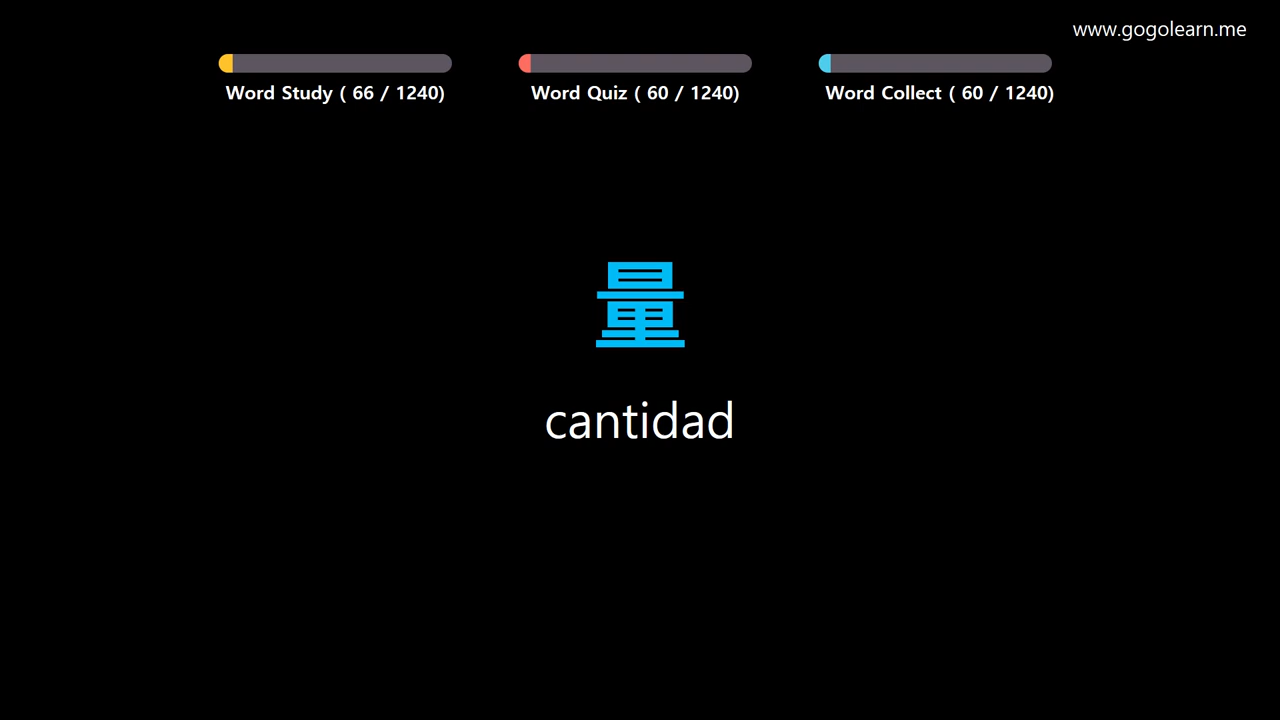 www.gogolearn.me
Word Study ( 66 / 1240)
Word Quiz ( 60 / 1240)
Word Collect ( 60 / 1240)
量
cantidad